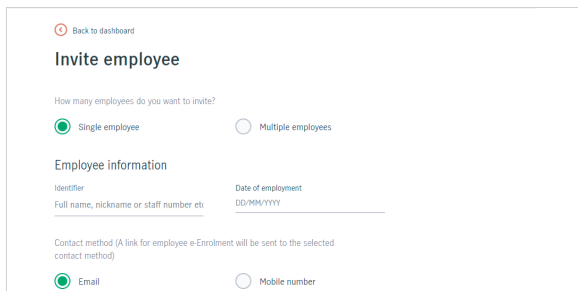 Back to dashboard
Invite employee
How many employees do you want to invite?
Single employee
Multiple employees
Employee information
Identifier
Date of employment
Full name, nickname or staff number etc
DD/MM/YYYY
Contact method (A link for employee e-Enrolment will be sent to the selected
contact method)
Email
Mobile number